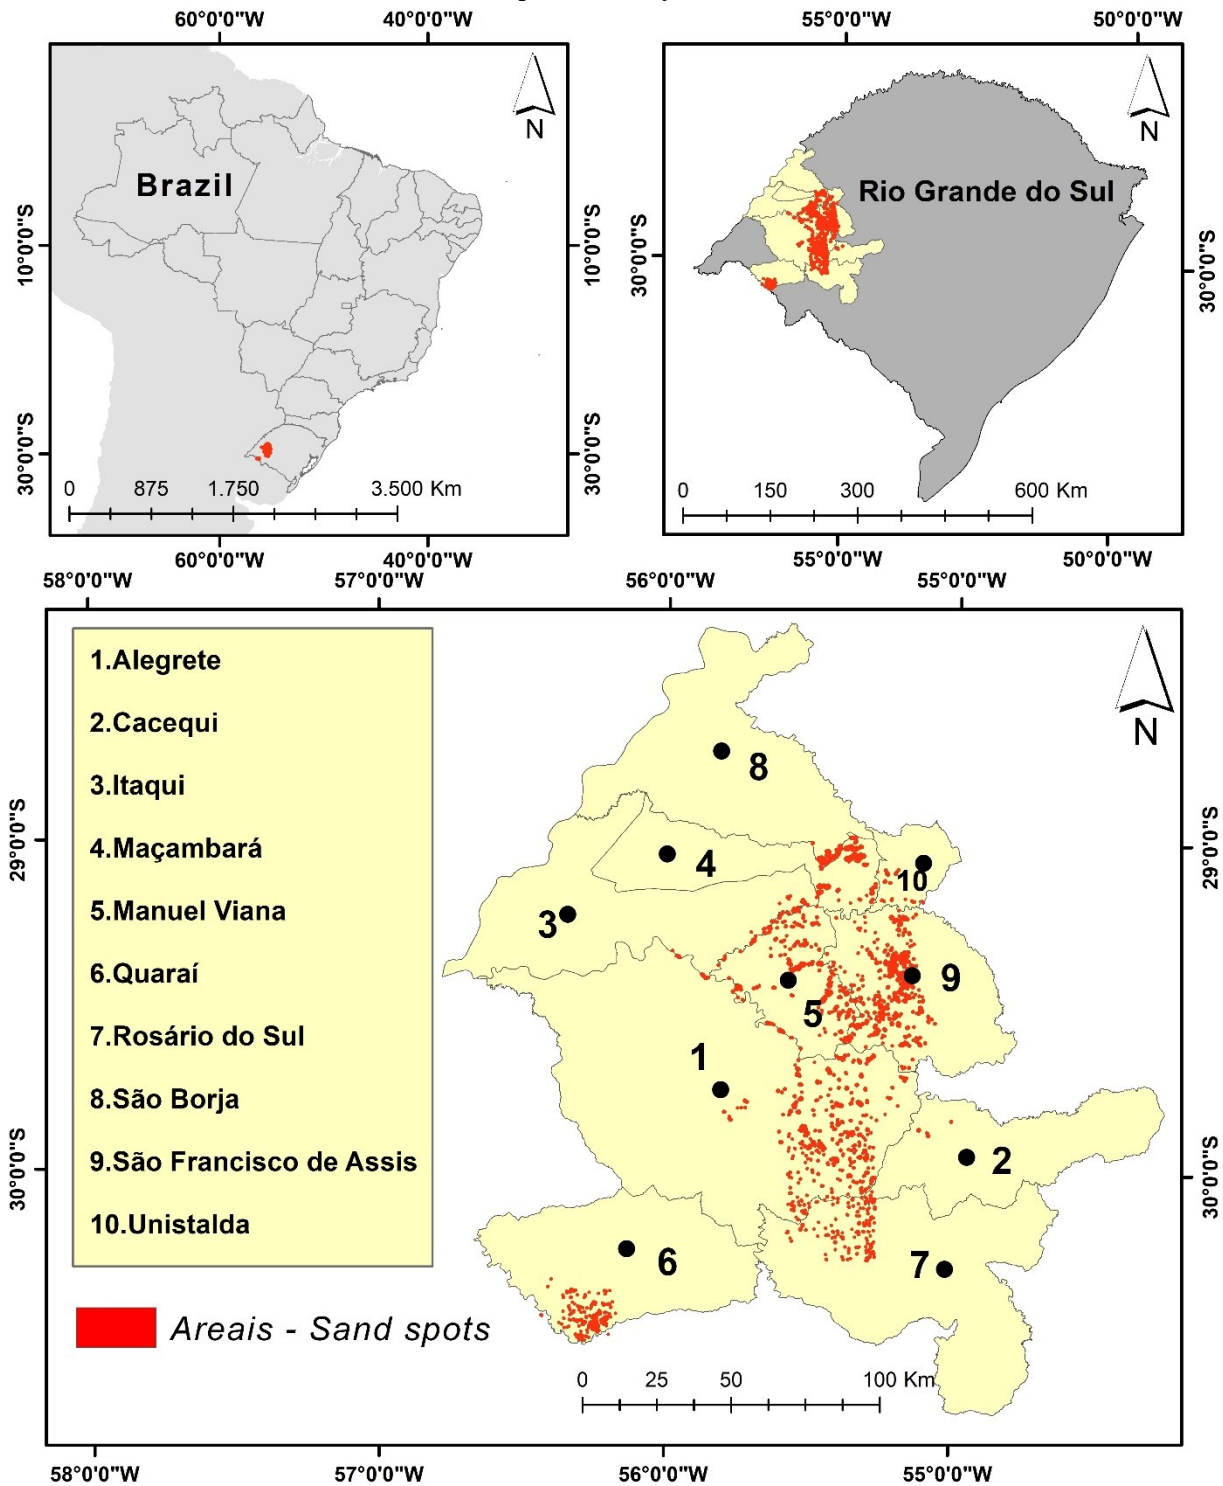 60°0'0"W 40°0'0"W
55°0'0"W 50°0'0"W
N
Brazil
10°0'0"S
10°0'0"S
30°0'0"S
30°0'0"S
0 875 1.750 3.500 Km
60°0'0"W 40°0'0"W
N
Rio Grande do Sul
30°0'0"S
30°0'0"S
0 150 300 600 Km
55°0'0"W 50°0'0"W
58°0'0"W 57°0'0"W 56°0'0"W 55°0'0"W
1.Alegrete
2.Cacequi
3.Itaqui
4.Maçambará
5.Manuel Viana
6.Quaraí
7.Rosário do Sul
8.São Borja
9.São Francisco de Assis
10.Unistalda
Areais - Sand spots
N
8
4
10
3
9
5
1
2
6
7
29°0'0"S
29°0'0"S
30°0'0"S
30°0'0"S
0 25 50 100 Km
58°0'0"W 57°0'0"W 56°0'0"W 55°0'0"W